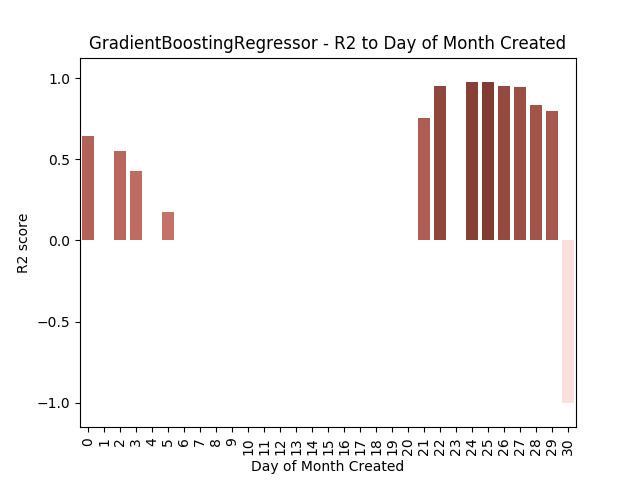 GradientBoostingRegressor - R2 to Day of Month Created
1.0
0.5
0.0
−0.5
−1.0
R2 score
0 1 2 3 4 5 6 7 8 9 10 11 12 13 14 15 16 17 18 19 20 21 22 23 24 25 26 27 28 29 30
Day of Month Created